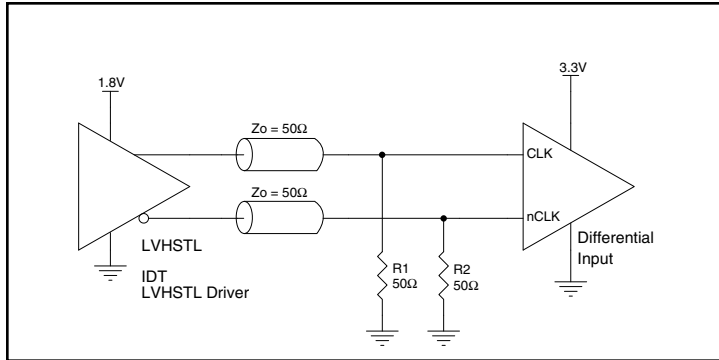 1.8V
3.3V
Zo = 50Ω
CLK
Zo = 50Ω
nCLK
LVHSTL
Differential
Input
IDT
LVHSTL Driver
R1
50Ω
R2
50Ω